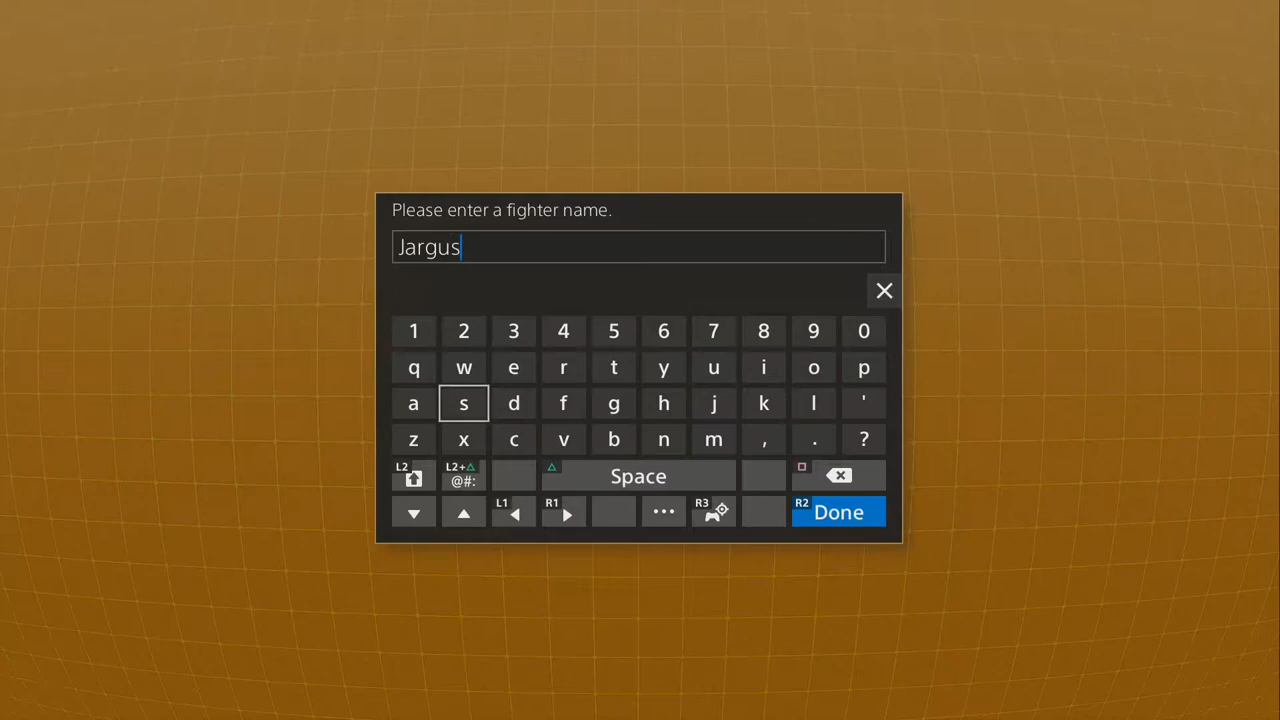 Please enter a fighter name.
Jargus
1 2 3 4 5 6 7 8 9 0
q w e r t y u i o p
a s d f g h j k l '
z x c v b n m , . ?
L2 L2+△ @#: △ Space □
L1 R1 ... R3 R2 Done